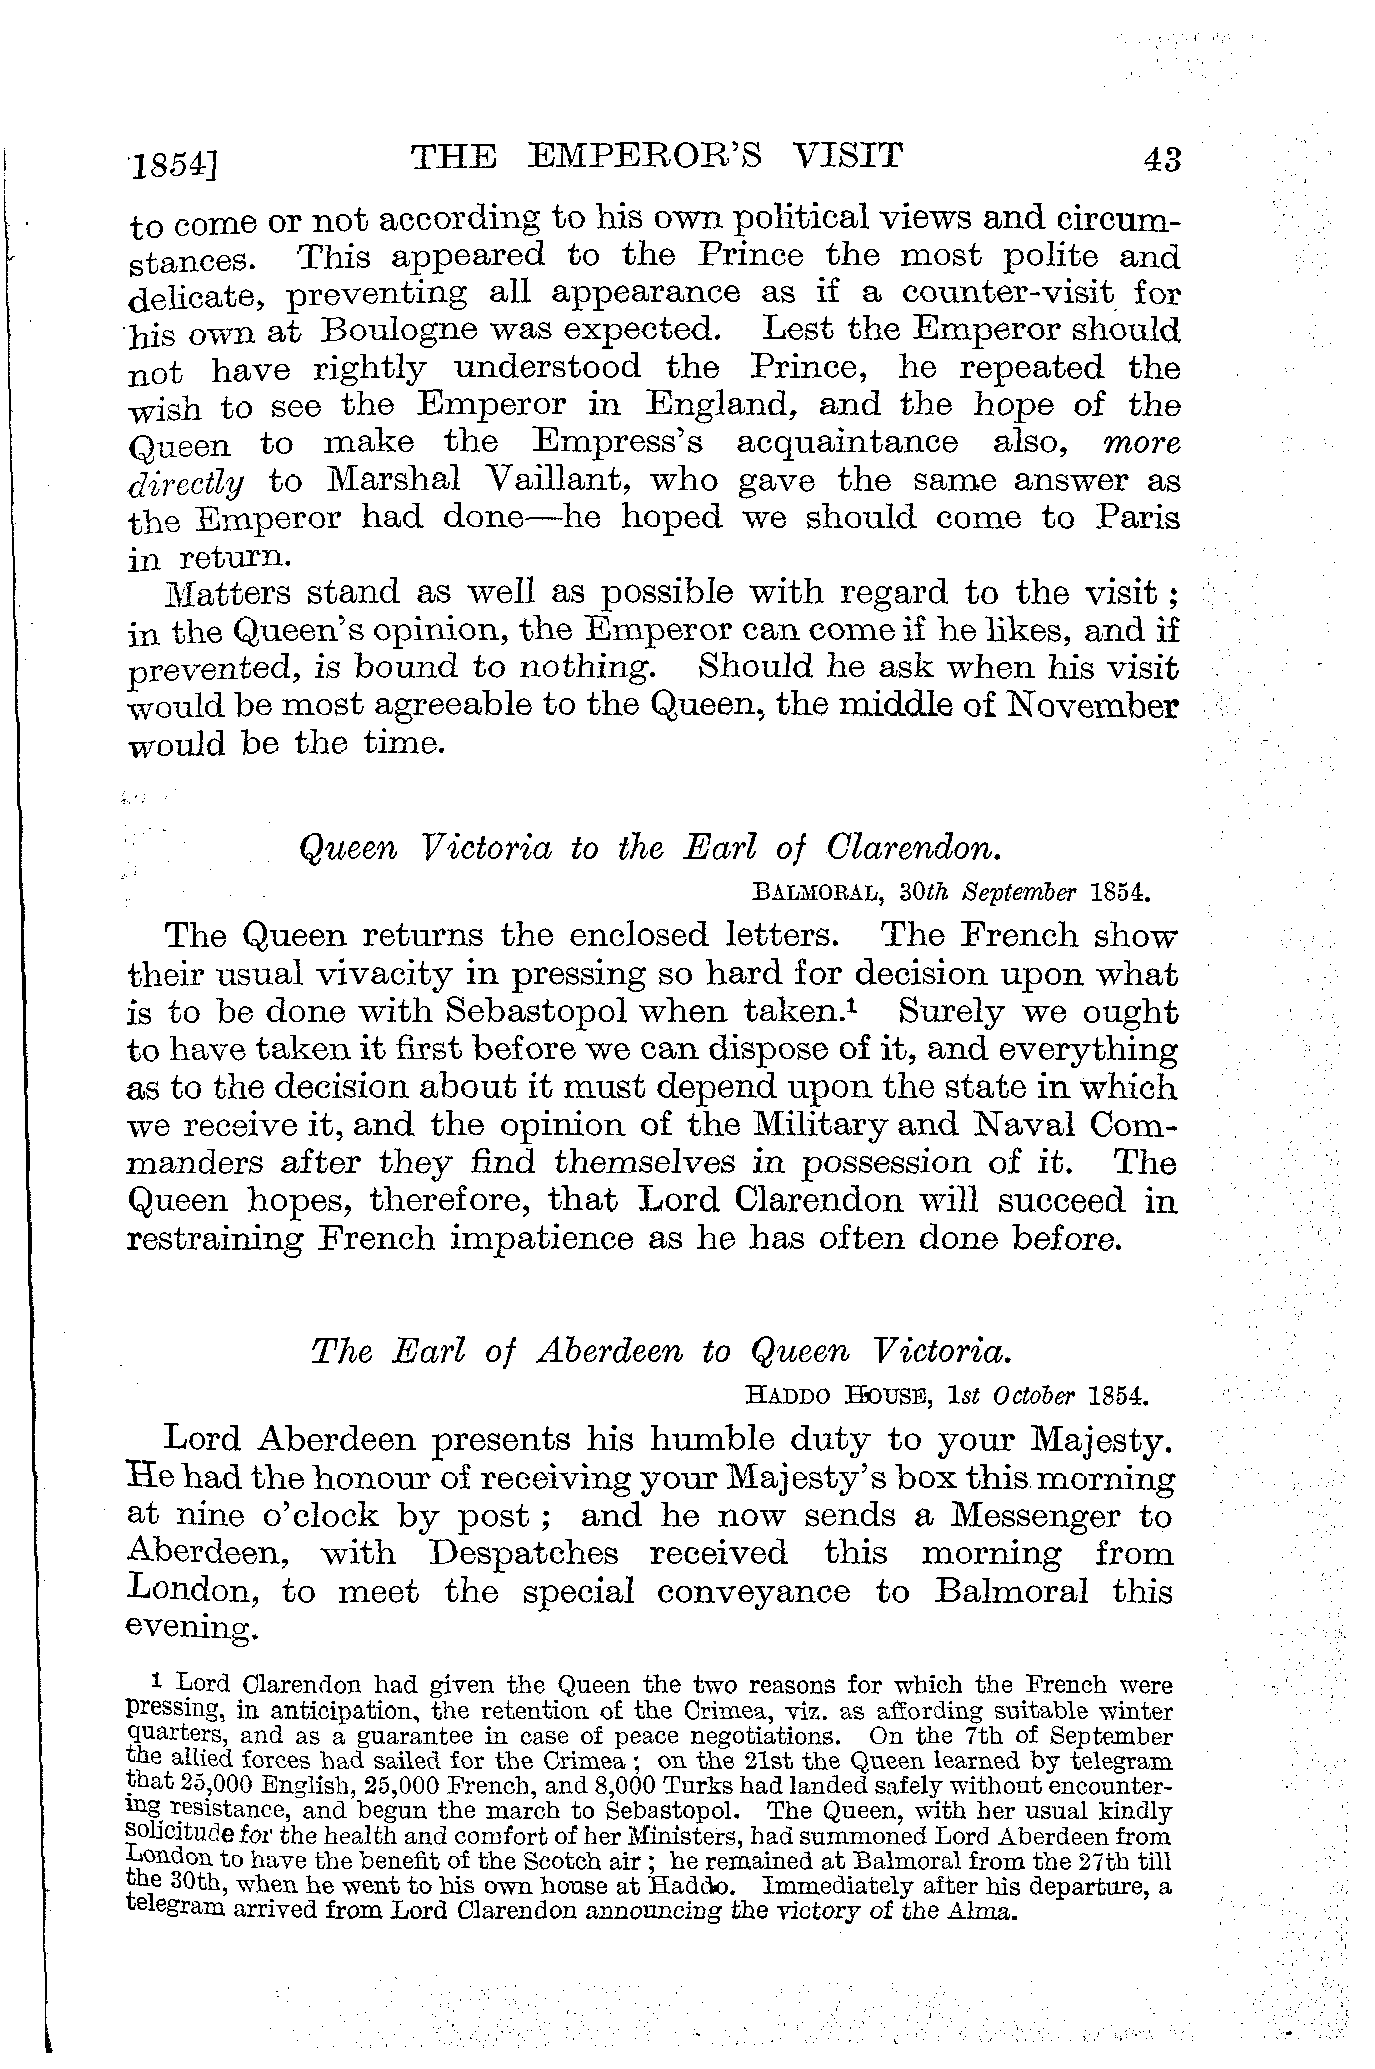 1854] THE EMPEROR'S VISIT 43
to come or not according to his own political views and circum-
stances. This appeared to the Prince the most polite and
delicate, preventing all appearance as if a counter-visit for
his own at Boulogne was expected. Lest the Emperor should
not have rightly understood the Prince, he repeated the
wish to see the Emperor in England, and the hope of the
Queen to make the Empress's acquaintance also, more
directly to Marshal Vaillant, who gave the same answer as
the Emperor had done—he hoped we should come to Paris
in return.
Matters stand as well as possible with regard to the visit ;
in the Queen's opinion, the Emperor can come if he likes, and if
prevented, is bound to nothing. Should he ask when his visit
would be most agreeable to the Queen, the middle of November
would be the time.
Queen Victoria to the Earl of Clarendon.
BALMORAL, 30th September 1854.
The Queen returns the enclosed letters. The French show
their usual vivacity in pressing so hard for decision upon what
is to be done with Sebastopol when taken.¹ Surely we ought
to have taken it first before we can dispose of it, and everything
as to the decision about it must depend upon the state in which
we receive it, and the opinion of the Military and Naval Com-
manders after they find themselves in possession of it. The
Queen hopes, therefore, that Lord Clarendon will succeed in
restraining French impatience as he has often done before.
The Earl of Aberdeen to Queen Victoria.
HADDO HOUSE, 1st October 1854.
Lord Aberdeen presents his humble duty to your Majesty.
He had the honour of receiving your Majesty's box this morning
at nine o'clock by post ; and he now sends a Messenger to
Aberdeen, with Despatches received this morning from
London, to meet the special conveyance to Balmoral this
evening.
1 Lord Clarendon had given the Queen the two reasons for which the French were
pressing, in anticipation, the retention of the Crimea, viz. as affording suitable winter
quarters, and as a guarantee in case of peace negotiations. On the 7th of September
the allied forces had sailed for the Crimea ; on the 21st the Queen learned by telegram
that 25,000 English, 25,000 French, and 8,000 Turks had landed safely without encounter-
ing resistance, and begun the march to Sebastopol. The Queen, with her usual kindly
solicitude for the health and comfort of her Ministers, had summoned Lord Aberdeen from
London to have the benefit of the Scotch air ; he remained at Balmoral from the 27th till
the 30th, when he went to his own house at Haddo. Immediately after his departure, a
telegram arrived from Lord Clarendon announcing the victory of the Alma.